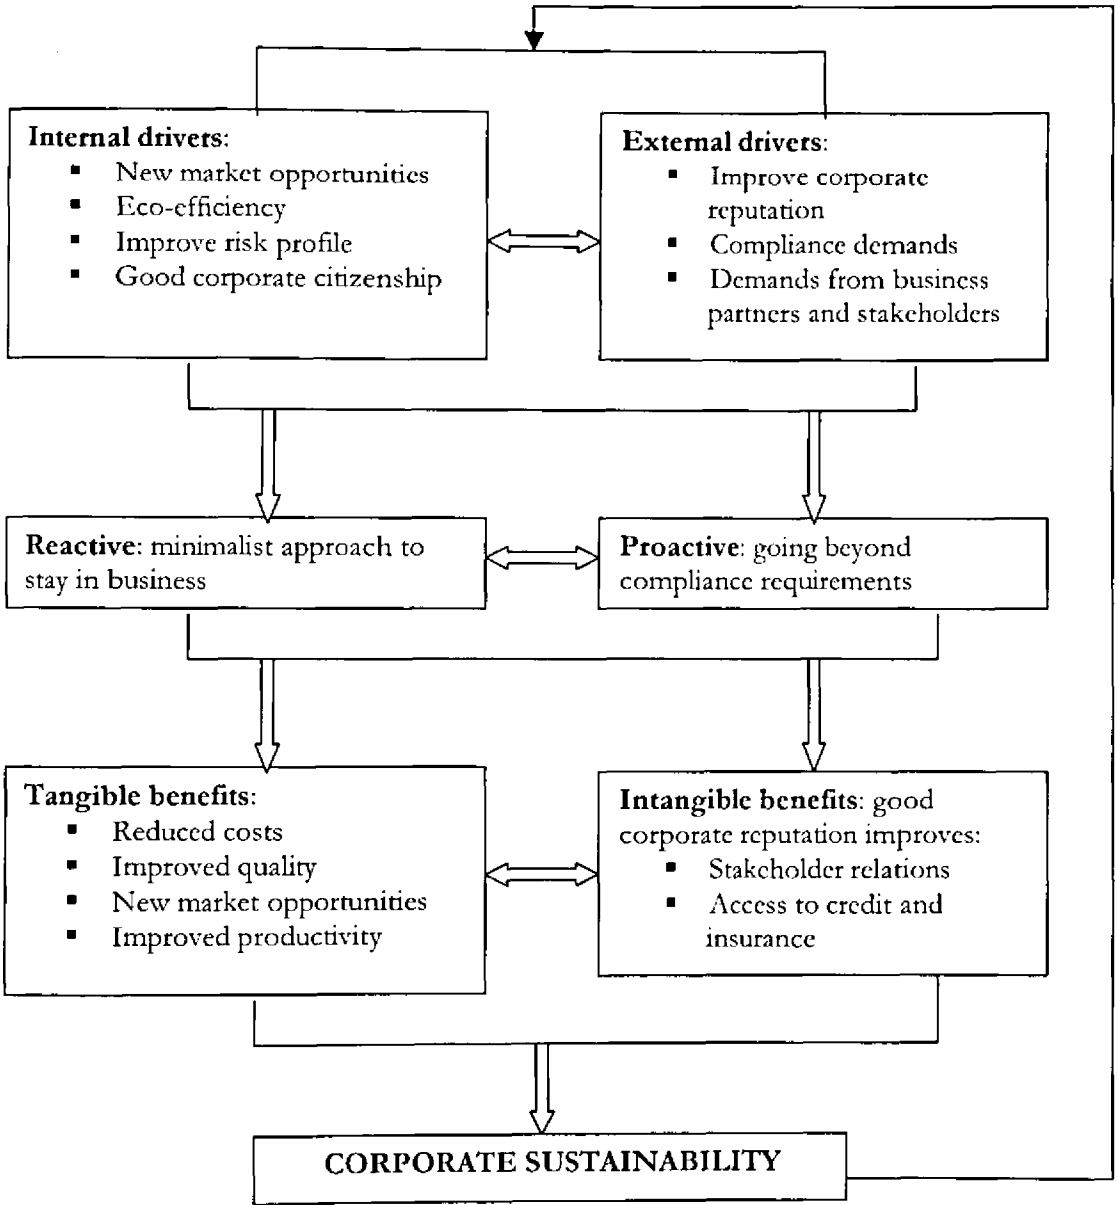 Internal drivers:
▪ New market opportunities
▪ Eco-efficiency
▪ Improve risk profile
▪ Good corporate citizenship
External drivers:
▪ Improve corporate
reputation
▪ Compliance demands
▪ Demands from business
partners and stakeholders
Reactive: minimalist approach to
stay in business
Proactive: going beyond
compliance requirements
Tangible benefits:
▪ Reduced costs
▪ Improved quality
▪ New market opportunities
▪ Improved productivity
Intangible benefits: good
corporate reputation improves:
▪ Stakeholder relations
▪ Access to credit and
insurance
CORPORATE SUSTAINABILITY